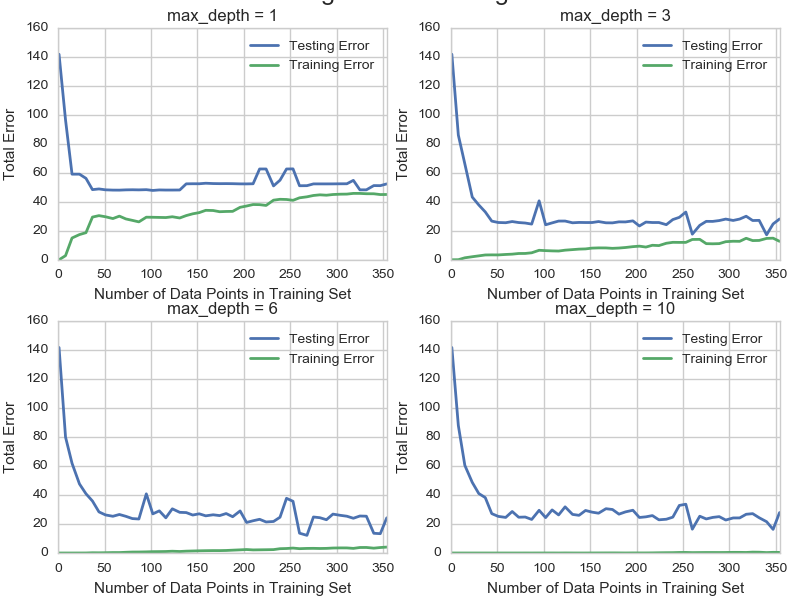 max_depth = 1
160
140
120
100
80
60
40
20
0
Total Error
Testing Error
Training Error
0 50 100 150 200 250 300 350
Number of Data Points in Training Set
max_depth = 3
160
140
120
100
80
60
40
20
0
Total Error
Testing Error
Training Error
0 50 100 150 200 250 300 350
Number of Data Points in Training Set
max_depth = 6
160
140
120
100
80
60
40
20
0
Total Error
Testing Error
Training Error
0 50 100 150 200 250 300 350
Number of Data Points in Training Set
max_depth = 10
160
140
120
100
80
60
40
20
0
Total Error
Testing Error
Training Error
0 50 100 150 200 250 300 350
Number of Data Points in Training Set